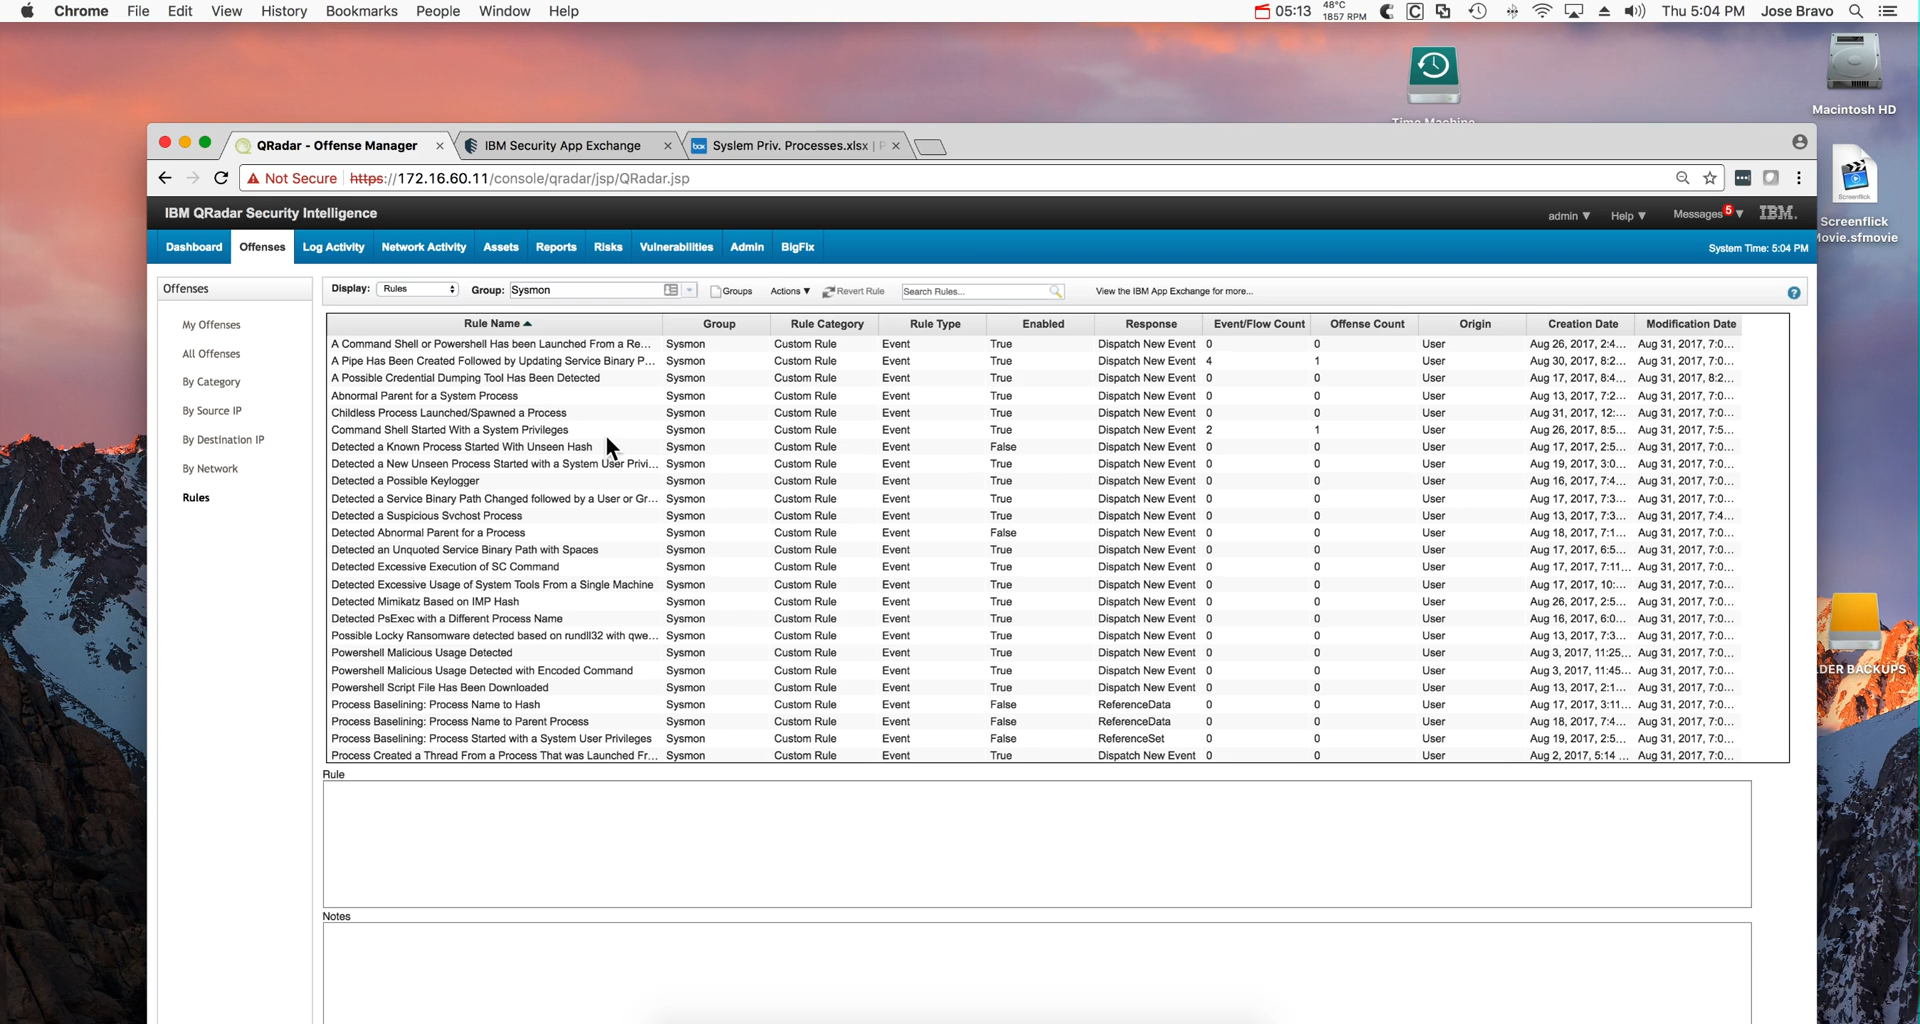 Chrome File Edit View History Bookmarks People Window Help 05:13 48°C 1857 RPM Thu 5:04 PM Jose Bravo
Macintosh HD
QRadar - Offense Manager IBM Security App Exchange Syslem Priv. Processes.xlsx | P
Screenflick
Not Secure https://172.16.60.11/console/qradar/jsp/QRadar.jsp
IBM QRadar Security Intelligence admin ▼ Help ▼ Messages 5 ▼ IBM.
Screenflick
Movie.sfmovie
Dashboard Offenses Log Activity Network Activity Assets Reports Risks Vulnerabilities Admin BigFix System Time: 5:04 PM
Offenses
My Offenses
All Offenses
By Category
By Source IP
By Destination IP
By Network
Rules
Display: Rules Group: Sysmon Groups Actions ▼ Revert Rule Search Rules... View the IBM App Exchange for more...
Rule Name Group Rule Category Rule Type Enabled Response Event/Flow Count Offense Count Origin Creation Date Modification Date
A Command Shell or Powershell Has been Launched From a Re... Sysmon Custom Rule Event True Dispatch New Event 0 0 User Aug 26, 2017, 2:4... Aug 31, 2017, 7:0...
A Pipe Has Been Created Followed by Updating Service Binary P... Sysmon Custom Rule Event True Dispatch New Event 4 1 User Aug 30, 2017, 8:2... Aug 31, 2017, 7:0...
A Possible Credential Dumping Tool Has Been Detected Sysmon Custom Rule Event True Dispatch New Event 0 0 User Aug 17, 2017, 8:4... Aug 31, 2017, 8:2...
Abnormal Parent for a System Process Sysmon Custom Rule Event True Dispatch New Event 0 0 User Aug 13, 2017, 7:2... Aug 31, 2017, 7:0...
Childless Process Launched/Spawned a Process Sysmon Custom Rule Event True Dispatch New Event 0 0 User Aug 31, 2017, 12:... Aug 31, 2017, 7:0...
Command Shell Started With a System Privileges Sysmon Custom Rule Event True Dispatch New Event 2 1 User Aug 26, 2017, 8:5... Aug 31, 2017, 7:5...
Detected a Known Process Started With Unseen Hash Sysmon Custom Rule Event False Dispatch New Event 0 0 User Aug 17, 2017, 2:5... Aug 31, 2017, 7:0...
Detected a New Unseen Process Started with a System User Privi... Sysmon Custom Rule Event True Dispatch New Event 0 0 User Aug 19, 2017, 3:0... Aug 31, 2017, 7:0...
Detected a Possible Keylogger Sysmon Custom Rule Event True Dispatch New Event 0 0 User Aug 16, 2017, 7:4... Aug 31, 2017, 7:0...
Detected a Service Binary Path Changed followed by a User or Gr... Sysmon Custom Rule Event True Dispatch New Event 0 0 User Aug 17, 2017, 7:3... Aug 31, 2017, 7:0...
Detected a Suspicious Svchost Process Sysmon Custom Rule Event True Dispatch New Event 0 0 User Aug 13, 2017, 7:3... Aug 31, 2017, 7:4...
Detected Abnormal Parent for a Process Sysmon Custom Rule Event False Dispatch New Event 0 0 User Aug 18, 2017, 7:1... Aug 31, 2017, 7:0...
Detected an Unquoted Service Binary Path with Spaces Sysmon Custom Rule Event True Dispatch New Event 0 0 User Aug 17, 2017, 6:5... Aug 31, 2017, 7:0...
Detected Excessive Execution of SC Command Sysmon Custom Rule Event True Dispatch New Event 0 0 User Aug 17, 2017, 7:11... Aug 31, 2017, 7:0...
Detected Excessive Usage of System Tools From a Single Machine Sysmon Custom Rule Event True Dispatch New Event 0 0 User Aug 17, 2017, 10:... Aug 31, 2017, 7:0...
Detected Mimikatz Based on IMP Hash Sysmon Custom Rule Event True Dispatch New Event 0 0 User Aug 26, 2017, 2:5... Aug 31, 2017, 7:0...
Detected PsExec with a Different Process Name Sysmon Custom Rule Event True Dispatch New Event 0 0 User Aug 16, 2017, 6:0... Aug 31, 2017, 7:0...
Possible Locky Ransomware detected based on rundll32 with qwe... Sysmon Custom Rule Event True Dispatch New Event 0 0 User Aug 13, 2017, 7:3... Aug 31, 2017, 7:0...
Powershell Malicious Usage Detected Sysmon Custom Rule Event True Dispatch New Event 0 0 User Aug 3, 2017, 11:25... Aug 31, 2017, 7:0...
Powershell Malicious Usage Detected with Encoded Command Sysmon Custom Rule Event True Dispatch New Event 0 0 User Aug 3, 2017, 11:45... Aug 31, 2017, 7:0...
Powershell Script File Has Been Downloaded Sysmon Custom Rule Event True Dispatch New Event 0 0 User Aug 13, 2017, 2:1... Aug 31, 2017, 7:0...
Process Baselining: Process Name to Hash Sysmon Custom Rule Event False ReferenceData 0 0 User Aug 17, 2017, 3:11... Aug 31, 2017, 7:0...
Process Baselining: Process Name to Parent Process Sysmon Custom Rule Event False ReferenceData 0 0 User Aug 18, 2017, 7:4... Aug 31, 2017, 7:0...
Process Baselining: Process Started with a System User Privileges Sysmon Custom Rule Event False ReferenceSet 0 0 User Aug 19, 2017, 2:5... Aug 31, 2017, 7:0...
Process Created a Thread From a Process That was Launched Fr... Sysmon Custom Rule Event True Dispatch New Event 0 0 User Aug 2, 2017, 5:14 ... Aug 31, 2017, 7:0...
DER BACKUPS
Rule
Notes